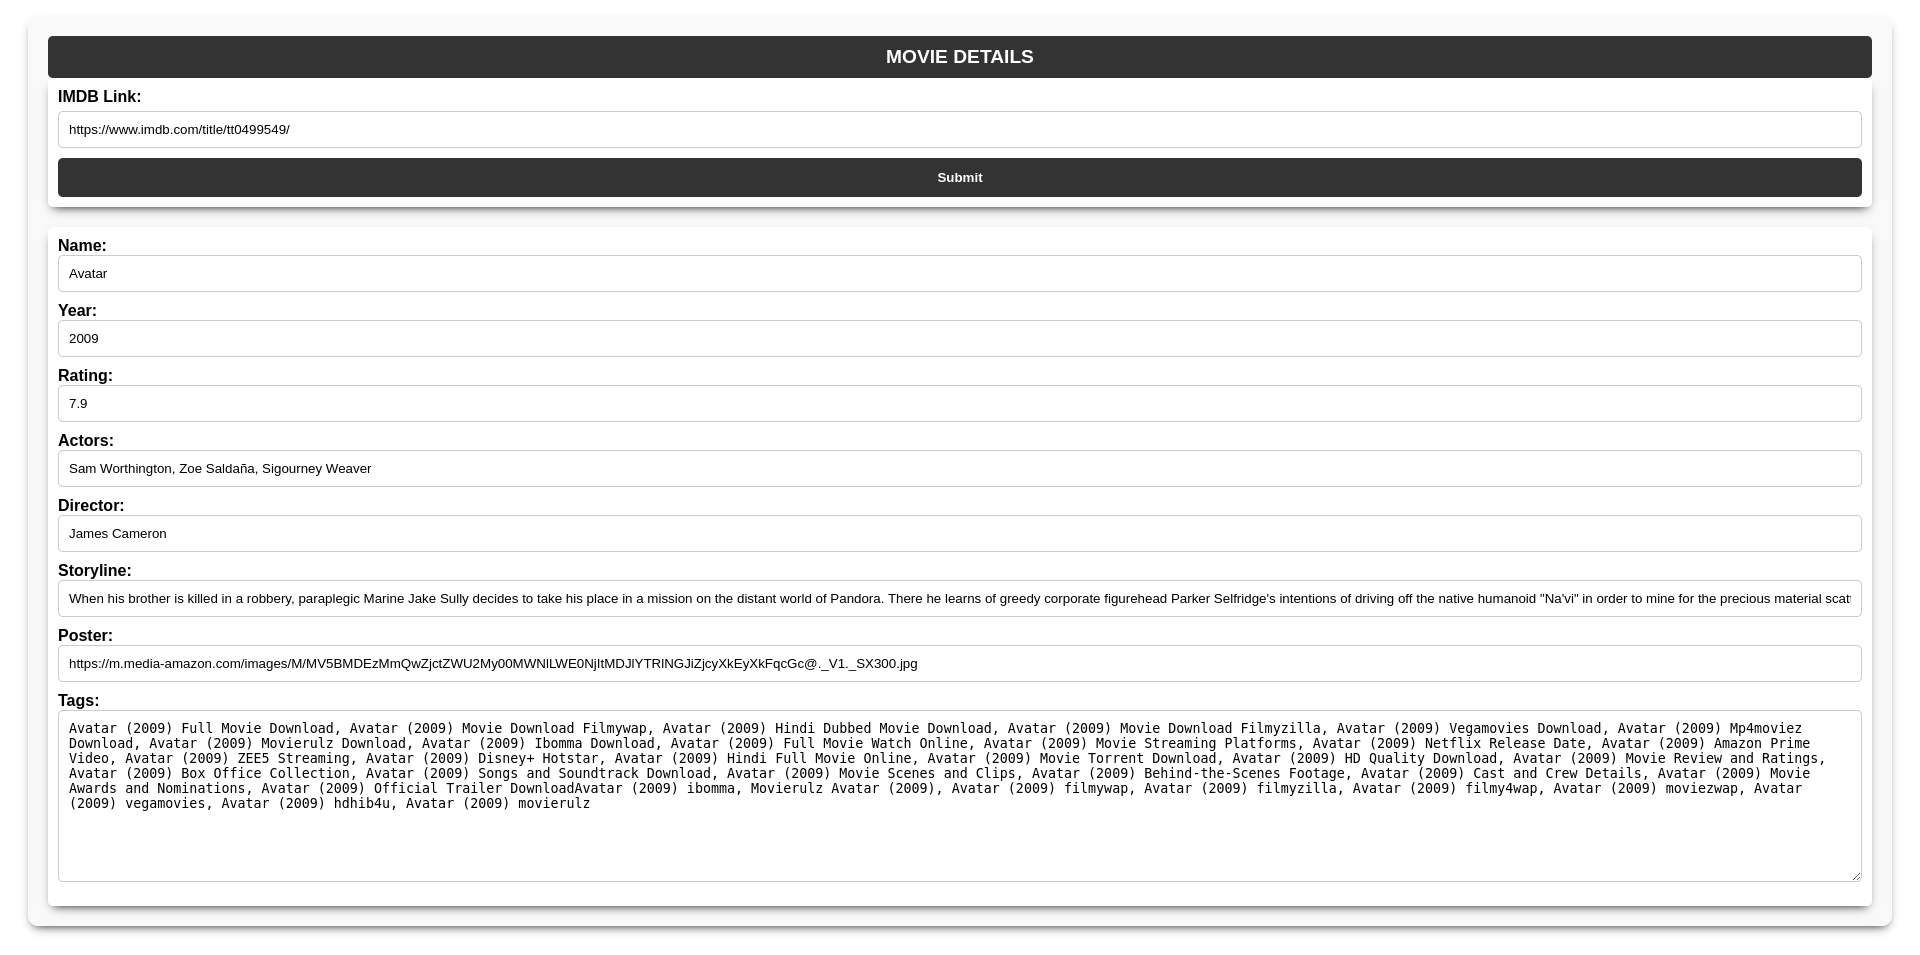 MOVIE DETAILS
IMDB Link:
https://www.imdb.com/title/tt0499549/
Submit
Name:
Avatar
Year:
2009
Rating:
7.9
Actors:
Sam Worthington, Zoe Saldaña, Sigourney Weaver
Director:
James Cameron
Storyline:
When his brother is killed in a robbery, paraplegic Marine Jake Sully decides to take his place in a mission on the distant world of Pandora. There he learns of greedy corporate figurehead Parker Selfridge's intentions of driving off the native humanoid "Na'vi" in order to mine for the precious material
Poster:
https://m.media-amazon.com/images/M/MV5BMDEzMmQwZjctZWU2My00MWNlLWE0NjItMDJlYTRlNGJiZjcyXkEyXkFqcGc@._V1._SX300.jpg
Tags:
Avatar (2009) Full Movie Download, Avatar (2009) Movie Download Filmywap, Avatar (2009) Hindi Dubbed Movie Download, Avatar (2009) Movie Download Filmyzilla, Avatar (2009) Vegamovies Download, Avatar (2009) Mp4moviez
Download, Avatar (2009) Movierulz Download, Avatar (2009) Ibomma Download, Avatar (2009) Full Movie Watch Online, Avatar (2009) Movie Streaming Platforms, Avatar (2009) Netflix Release Date, Avatar (2009) Amazon Prime
Video, Avatar (2009) ZEE5 Streaming, Avatar (2009) Disney+ Hotstar, Avatar (2009) Hindi Full Movie Online, Avatar (2009) Movie Torrent Download, Avatar (2009) HD Quality Download, Avatar (2009) Movie Review and Ratings,
Avatar (2009) Box Office Collection, Avatar (2009) Songs and Soundtrack Download, Avatar (2009) Movie Scenes and Clips, Avatar (2009) Behind-the-Scenes Footage, Avatar (2009) Cast and Crew Details, Avatar (2009) Movie
Awards and Nominations, Avatar (2009) Official Trailer DownloadAvatar (2009) ibomma, Movierulz Avatar (2009), Avatar (2009) filmywap, Avatar (2009) filmyzilla, Avatar (2009) filmy4wap, Avatar (2009) moviezwap, Avatar
(2009) vegamovies, Avatar (2009) hdhib4u, Avatar (2009) movierulz